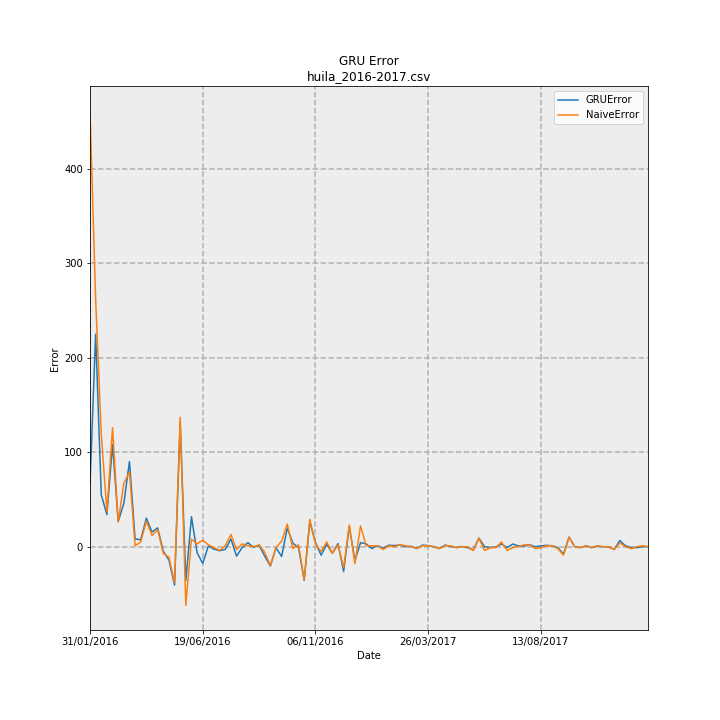 GRU Error
huila_2016-2017.csv
GRUError
NaiveError
400
300
200
100
0
Error
31/01/2016
19/06/2016
06/11/2016
26/03/2017
13/08/2017
Date